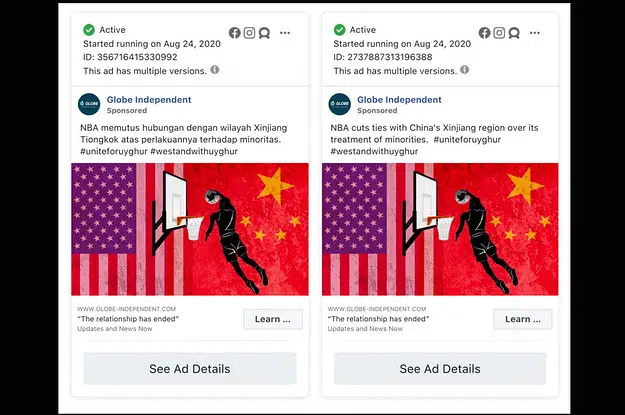 Active
Started running on Aug 24, 2020
ID: 356716415330992
This ad has multiple versions.
GLOBE
Globe Independent
Sponsored
NBA memutus hubungan dengan wilayah Xinjiang
Tiongkok atas perlakuannya terhadap minoritas.
#uniteforuyghur #westandwithuyghur
WWW.GLOBE-INDEPENDENT.COM
"The relationship has ended"
Updates and News Now
Learn ...
See Ad Details
Active
Started running on Aug 24, 2020
ID: 2737887313196388
This ad has multiple versions.
GLOBE
Globe Independent
Sponsored
NBA cuts ties with China's Xinjiang region over its
treatment of minorities. #uniteforuyghur
#westandwithuyghur
WWW.GLOBE-INDEPENDENT.COM
"The relationship has ended"
Updates and News Now
Learn ...
See Ad Details